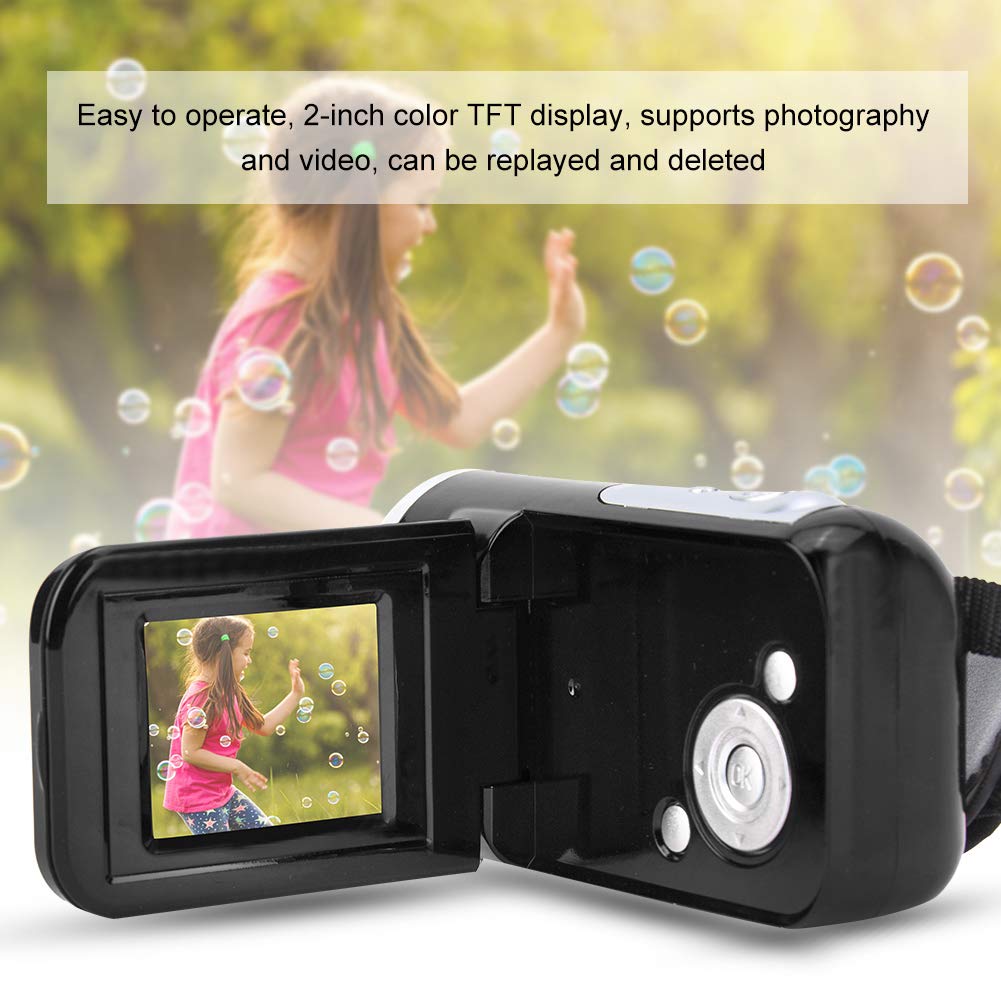 Easy to operate, 2-inch color TFT display, supports photography
and video, can be replayed and deleted
OK